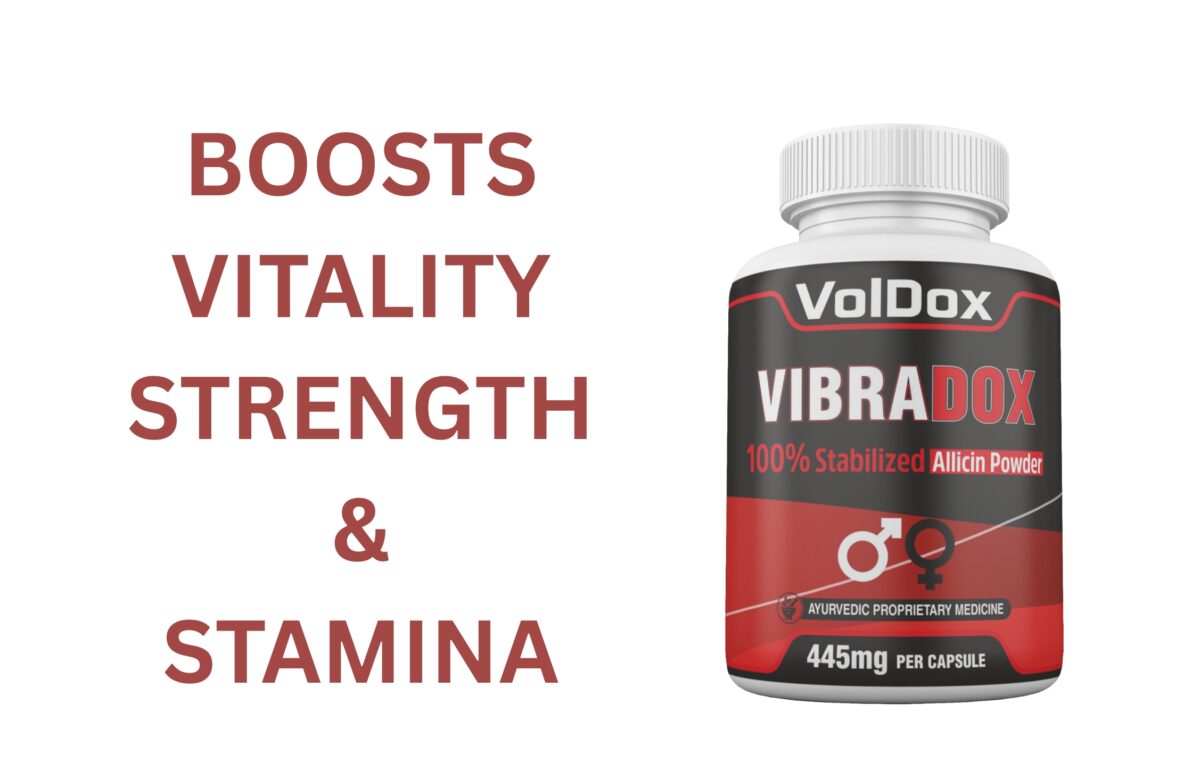 BOOSTS
VITALITY
STRENGTH
&
STAMINA
VolDox
VIBRADOX
100% Stabilized Allicin Powder
AYURVEDIC PROPRIETARY MEDICINE
445mg PER CAPSULE